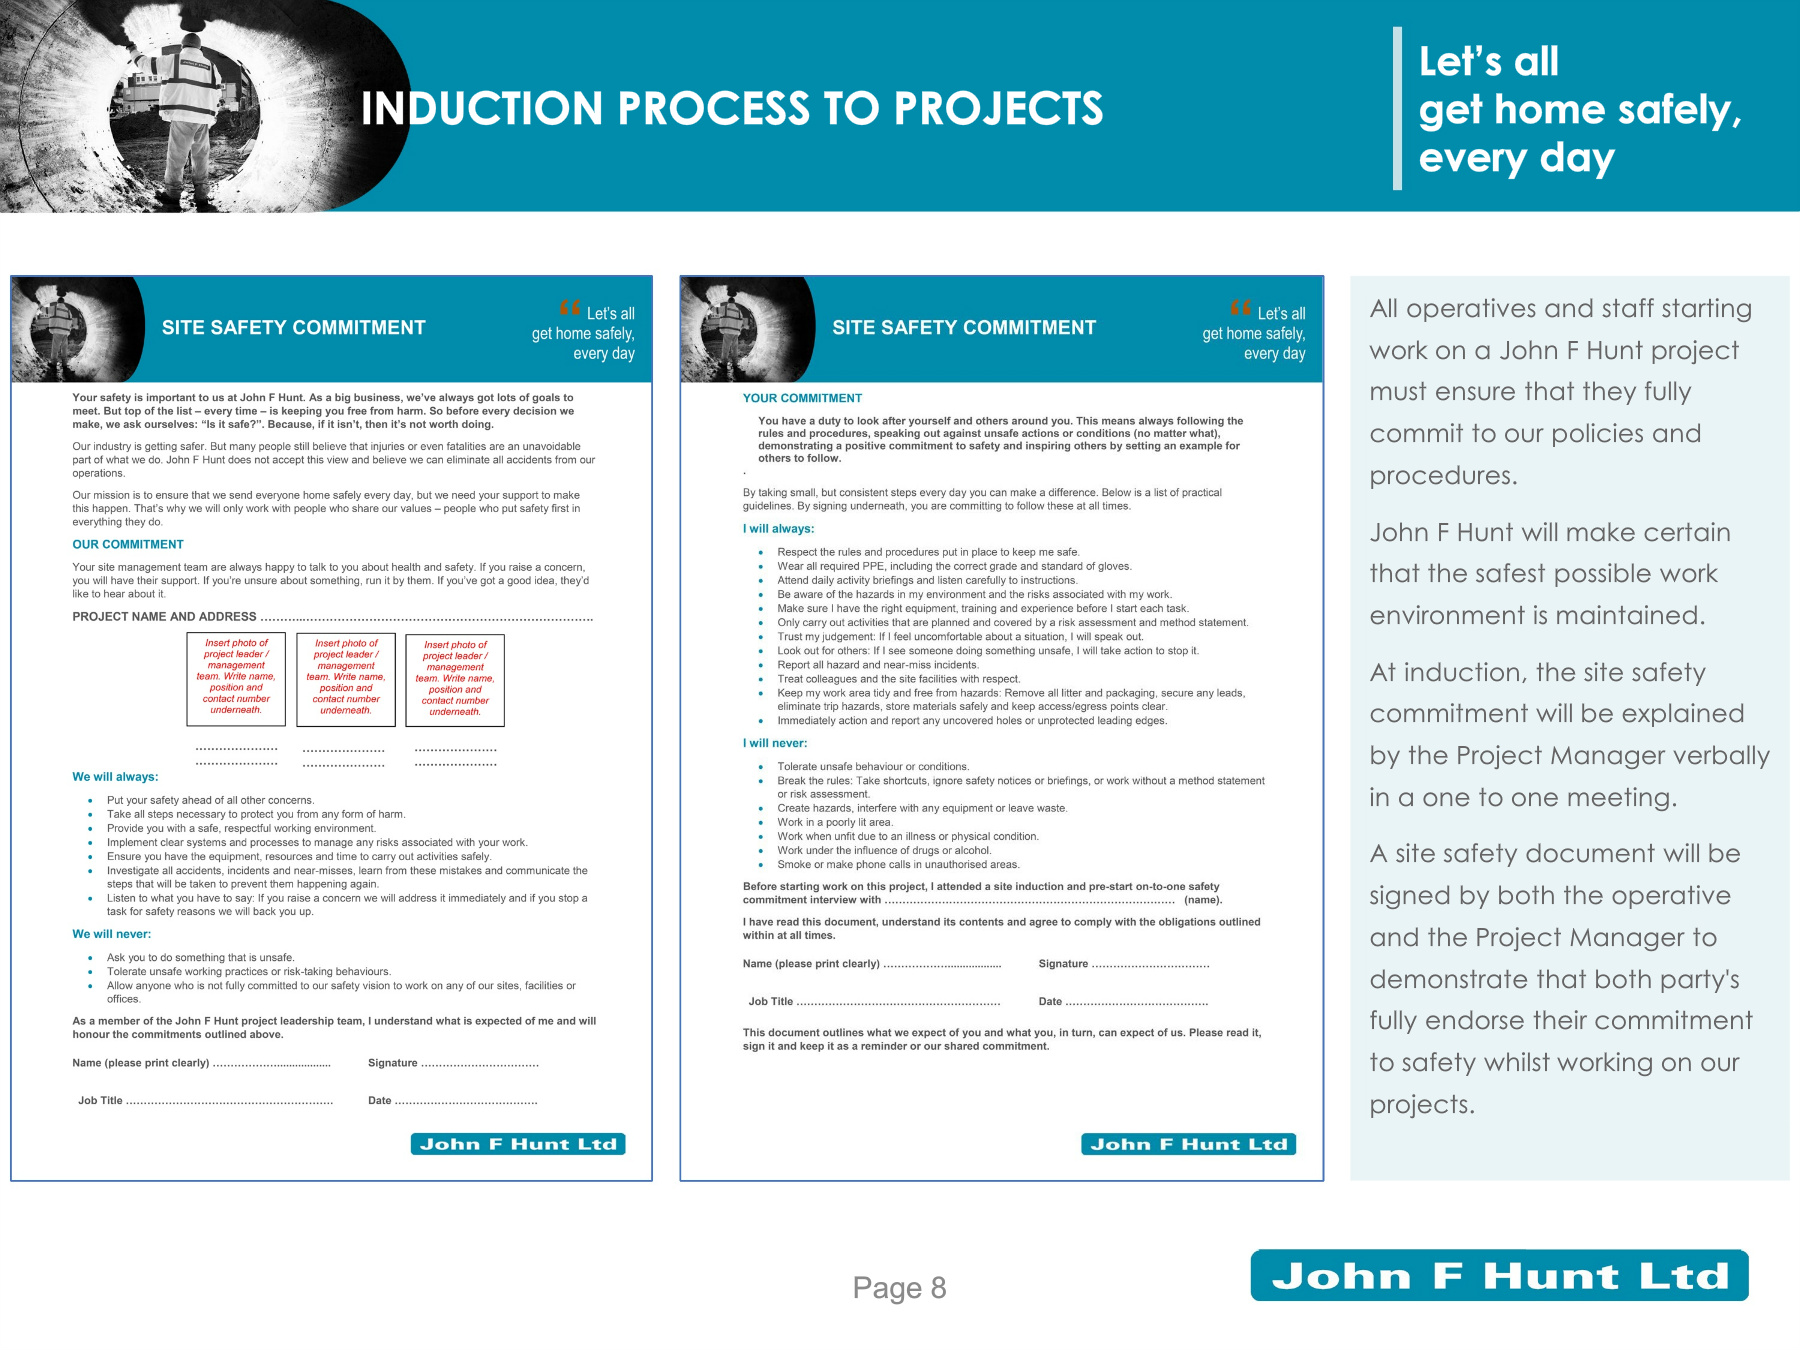 INDUCTION PROCESS TO PROJECTS
Let's all
get home safely,
every day
SITE SAFETY COMMITMENT
“ Let's all
get home safely,
every day
Your safety is important to us at John F Hunt. As a big business, we've always got lots of goals to
meet. But top of the list – every time – is keeping you free from harm. So before every decision we
make, we ask ourselves: “Is it safe?”. Because, if it isn't, then it's not worth doing.
Our industry is getting safer. But many people still believe that injuries or even fatalities are an unavoidable
part of what we do. John F Hunt does not accept this view and believe we can eliminate all accidents from our
operations.
Our mission is to ensure that we send everyone home safely every day, but we need your support to make
this happen. That's why we will only work with people who share our values – people who put safety first in
everything they do.
OUR COMMITMENT
Your site management team are always happy to talk to you about health and safety. If you raise a concern,
you will have their support. If you're unsure about something, run it by them. If you've got a good idea, they'd
like to hear about it.
PROJECT NAME AND ADDRESS ……………………………………………………………………….
Insert photo of
project leader /
management
team. Write name,
position and
contact number
underneath.
Insert photo of
project leader /
management
team. Write name,
position and
contact number
underneath.
Insert photo of
project leader /
management
team. Write name,
position and
contact number
underneath.
We will always:
• Put your safety ahead of all other concerns.
• Take all steps necessary to protect you from any form of harm.
• Provide you with a safe, respectful working environment.
• Implement clear systems and processes to manage any risks associated with your work.
• Ensure you have the equipment, resources and time to carry out activities safely.
• Investigate all accidents, incidents and near-misses, learn from these mistakes and communicate the
steps that will be taken to prevent them happening again.
• Listen to what you have to say: If you raise a concern we will address it immediately and if you stop a
task for safety reasons we will back you up.
We will never:
• Ask you to do something that is unsafe.
• Tolerate unsafe working practices or risk-taking behaviours.
• Allow anyone who is not fully committed to our safety vision to work on any of our sites, facilities or
offices.
As a member of the John F Hunt project leadership team, I understand what is expected of me and will
honour the commitments outlined above.
Name (please print clearly) ………………................. Signature ……………………………
Job Title ………………………………………………… Date ………………………………….
John F Hunt Ltd
SITE SAFETY COMMITMENT
“ Let's all
get home safely,
every day
YOUR COMMITMENT
You have a duty to look after yourself and others around you. This means always following the
rules and procedures, speaking out against unsafe actions or conditions (no matter what),
demonstrating a positive commitment to safety and inspiring others by setting an example for
others to follow.
.
By taking small, but consistent steps every day you can make a difference. Below is a list of practical
guidelines. By signing underneath, you are committing to follow these at all times.
I will always:
• Respect the rules and procedures put in place to keep me safe.
• Wear all required PPE, including the correct grade and standard of gloves.
• Attend daily activity briefings and listen carefully to instructions.
• Be aware of the hazards in my environment and the risks associated with my work.
• Make sure I have the right equipment, training and experience before I start each task.
• Only carry out activities that are planned and covered by a risk assessment and method statement.
• Trust my judgement: If I feel uncomfortable about a situation, I will speak out.
• Look out for others: If I see someone doing something unsafe, I will take action to stop it.
• Report all hazard and near-miss incidents.
• Treat colleagues and the site facilities with respect.
• Keep my work area tidy and free from hazards: Remove all litter and packaging, secure any leads,
eliminate trip hazards, store materials safely and keep access/egress points clear.
• Immediately action and report any uncovered holes or unprotected leading edges.
I will never:
• Tolerate unsafe behaviour or conditions.
• Break the rules: Take shortcuts, ignore safety notices or briefings, or work without a method statement
or risk assessment.
• Create hazards, interfere with any equipment or leave waste.
• Work in a poorly lit area.
• Work when unfit due to an illness or physical condition.
• Work under the influence of drugs or alcohol.
• Smoke or make phone calls in unauthorised areas.
Before starting work on this project, I attended a site induction and pre-start on-to-one safety
commitment interview with ……………………………………………………………………… (name).
I have read this document, understand its contents and agree to comply with the obligations outlined
within at all times.
Name (please print clearly) ………………................. Signature ……………………………
Job Title ………………………………………………… Date ………………………………….
This document outlines what we expect of you and what you, in turn, can expect of us. Please read it,
sign it and keep it as a reminder or our shared commitment.
John F Hunt Ltd
All operatives and staff starting
work on a John F Hunt project
must ensure that they fully
commit to our policies and
procedures.
John F Hunt will make certain
that the safest possible work
environment is maintained.
At induction, the site safety
commitment will be explained
by the Project Manager verbally
in a one to one meeting.
A site safety document will be
signed by both the operative
and the Project Manager to
demonstrate that both party's
fully endorse their commitment
to safety whilst working on our
projects.
Page 8
John F Hunt Ltd